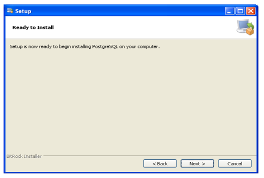 Setup
Ready to Install
Setup is now ready to begin installing PostgreSQL on your computer.
BitRock Installer
< Back
Next >
Cancel